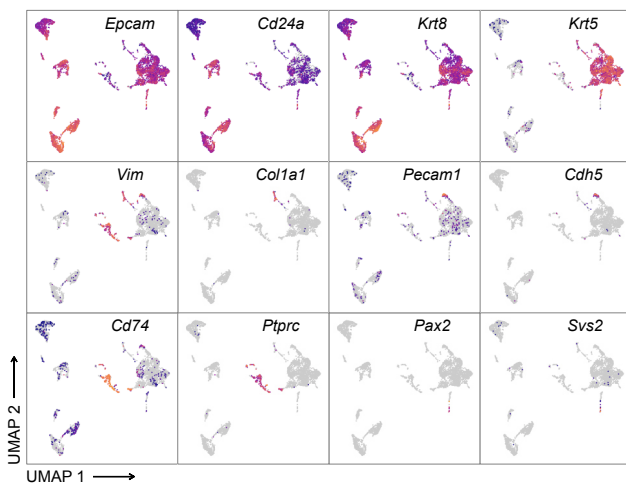 Epcam Cd24a Krt8 Krt5
Vim Col1a1 Pecam1 Cdh5
Cd74 Ptprc Pax2 Svs2
UMAP 2
UMAP 1